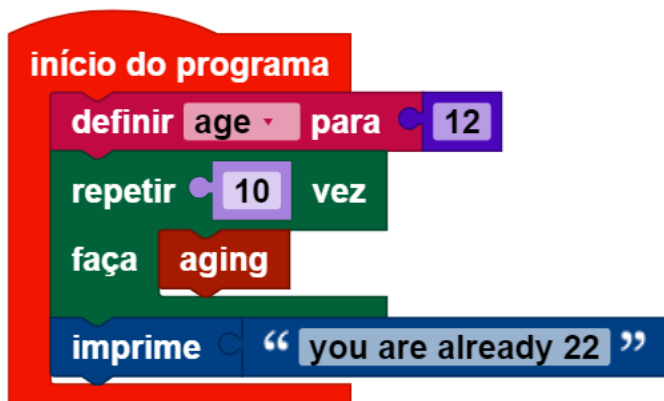 início do programa
definir age para 12
repetir 10 vez
faça aging
imprime “ you are already 22 ”